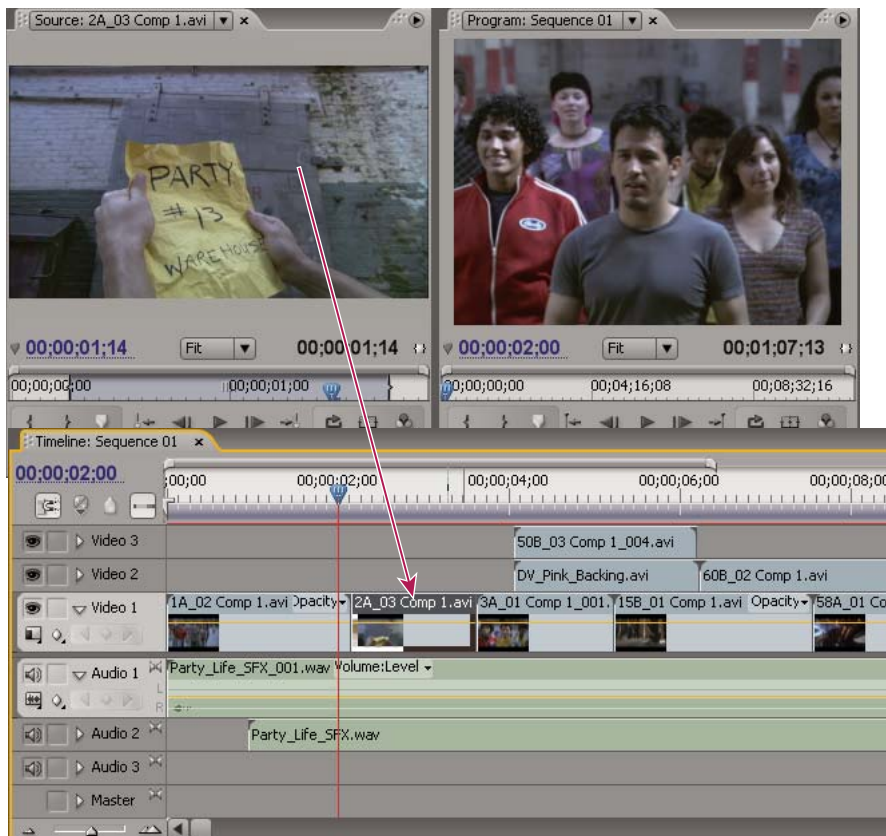 Source: 2A_03 Comp 1.avi
Program: Sequence 01
PARTY
# 13
WAREHOUSE
00;00;01;14
Fit
00;00;01;14
00;00;02;00
Fit
00;01;07;13
00;00;01;00
00;00;00;00
00;04;16;08
00;08;32;16
Timeline: Sequence 01
00;00;02;00
;00;00
00;00;02;00
00;00;04;00
00;00;06;00
00;00;08;00
Video 3
50B_03 Comp 1_004.avi
Video 2
DV_Pink_Backing.avi
60B_02 Comp 1.avi
Video 1
1A_02 Comp 1.avi Opacity
2A_03 Comp 1.avi
3A_01 Comp 1_001.
15B_01 Comp 1.avi Opacity
58A_01 Co
Audio 1
Party_Life_SFX_001.wav Volume:Level
L
R
Audio 2
Party_Life_SFX.wav
Audio 3
Master